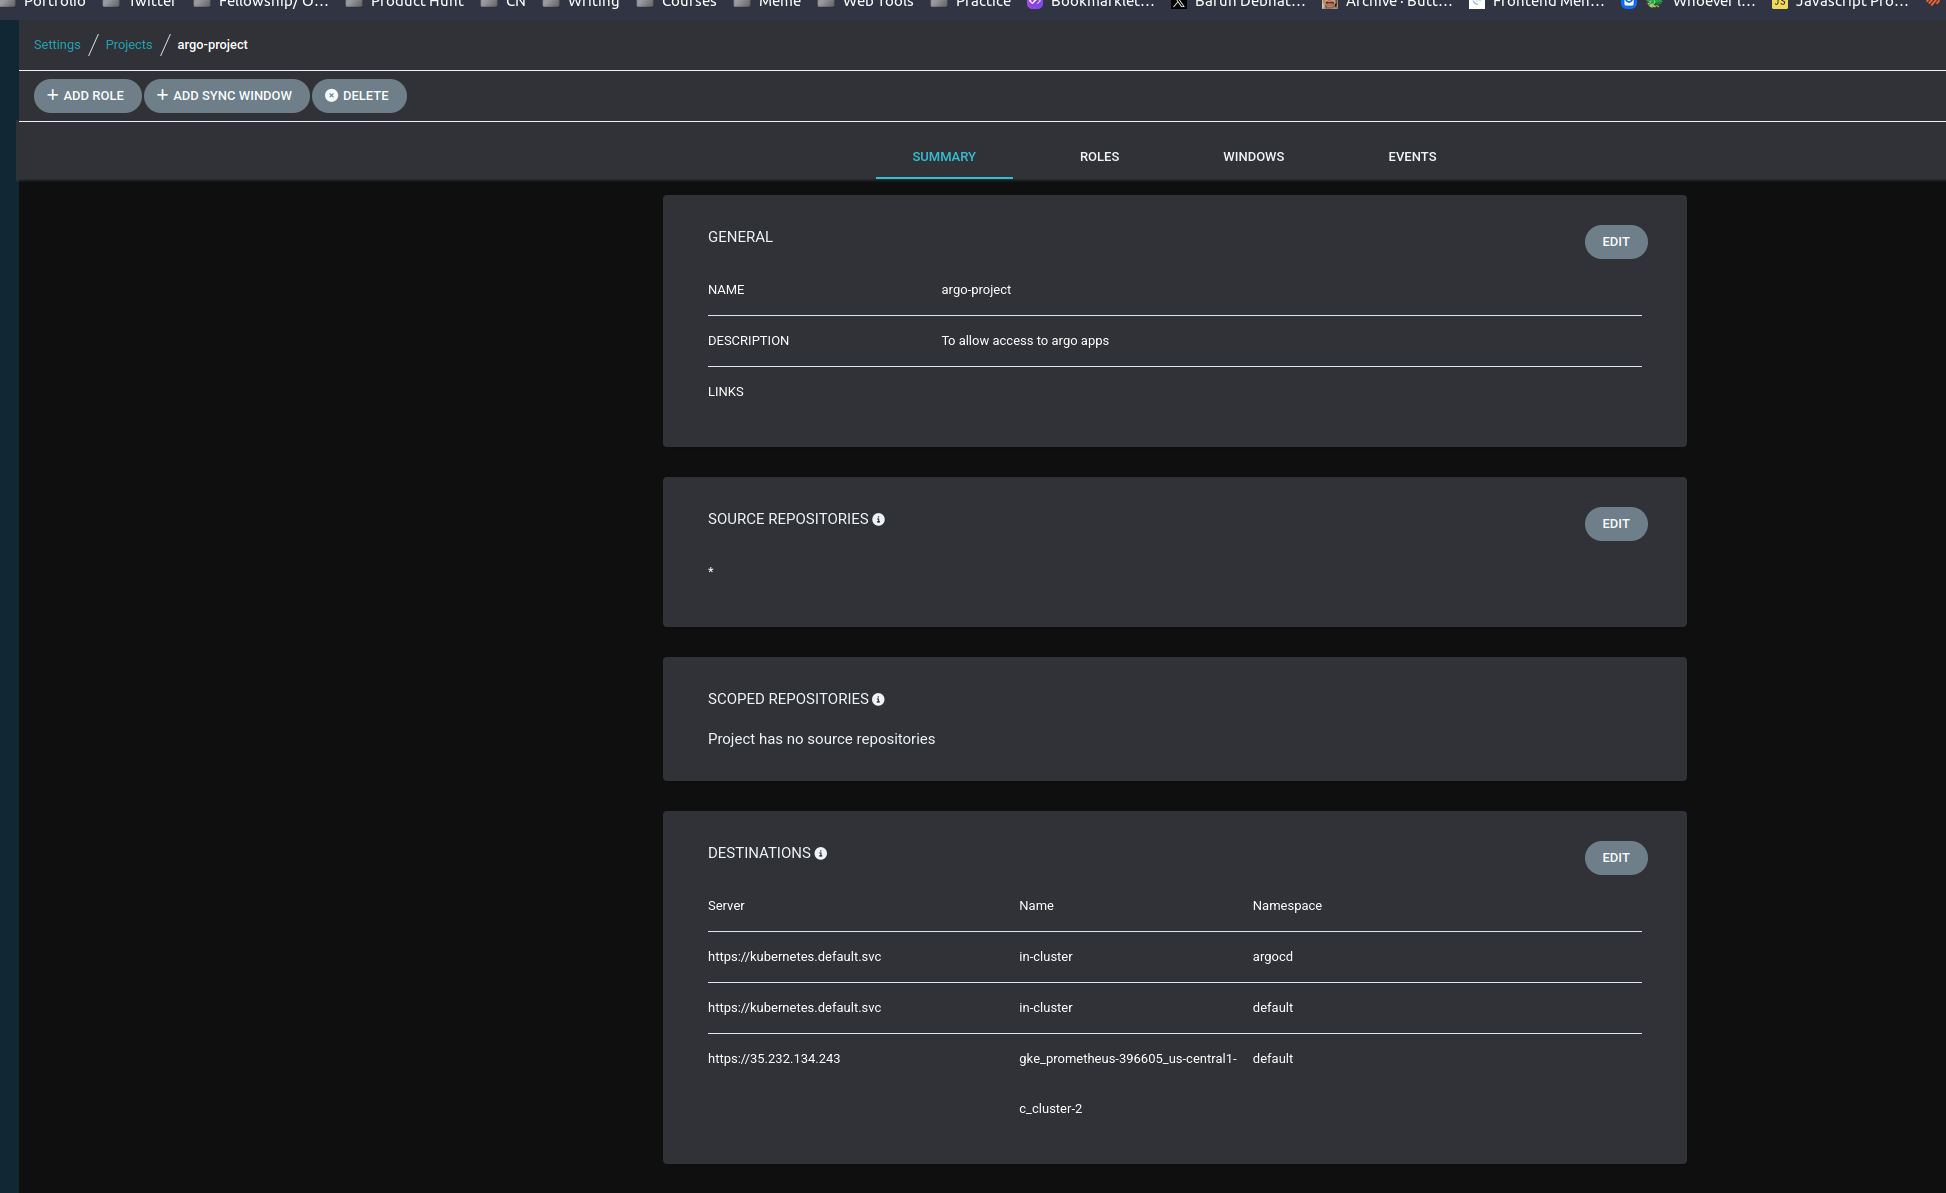 Portfolio Twitter Fellowship/ O... Product Hunt CN Writing Courses Meme Web Tools Practice Bookmarklet... Barun Debnat... Archive · Butt... Frontend Men... Whoever t... JS Javascript Pro...
Settings / Projects / argo-project
+ ADD ROLE + ADD SYNC WINDOW DELETE
SUMMARY ROLES WINDOWS EVENTS
GENERAL EDIT
NAME argo-project
DESCRIPTION To allow access to argo apps
LINKS
SOURCE REPOSITORIES EDIT
*
SCOPED REPOSITORIES
Project has no source repositories
DESTINATIONS EDIT
Server Name Namespace
https://kubernetes.default.svc in-cluster argocd
https://kubernetes.default.svc in-cluster default
https://35.232.134.243 gke_prometheus-396605_us-central1- default
c_cluster-2